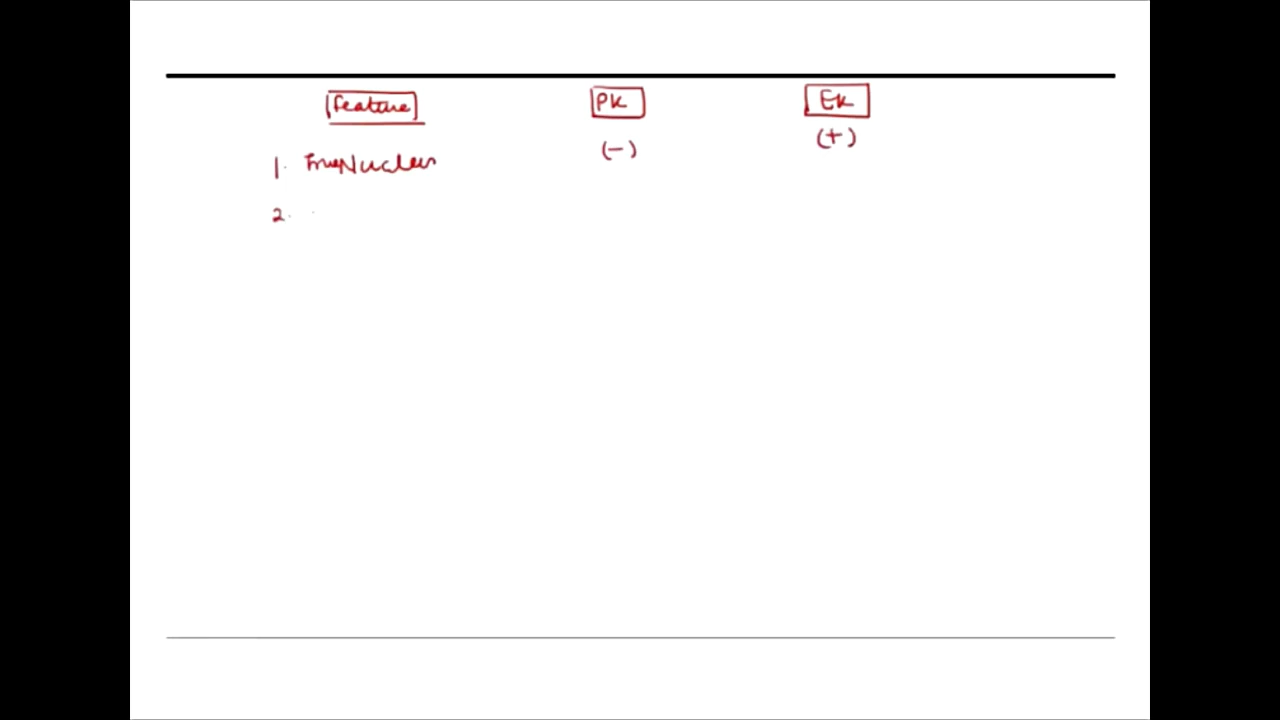 Feature PK EK
1. True Nucleus (-) (+)
2.